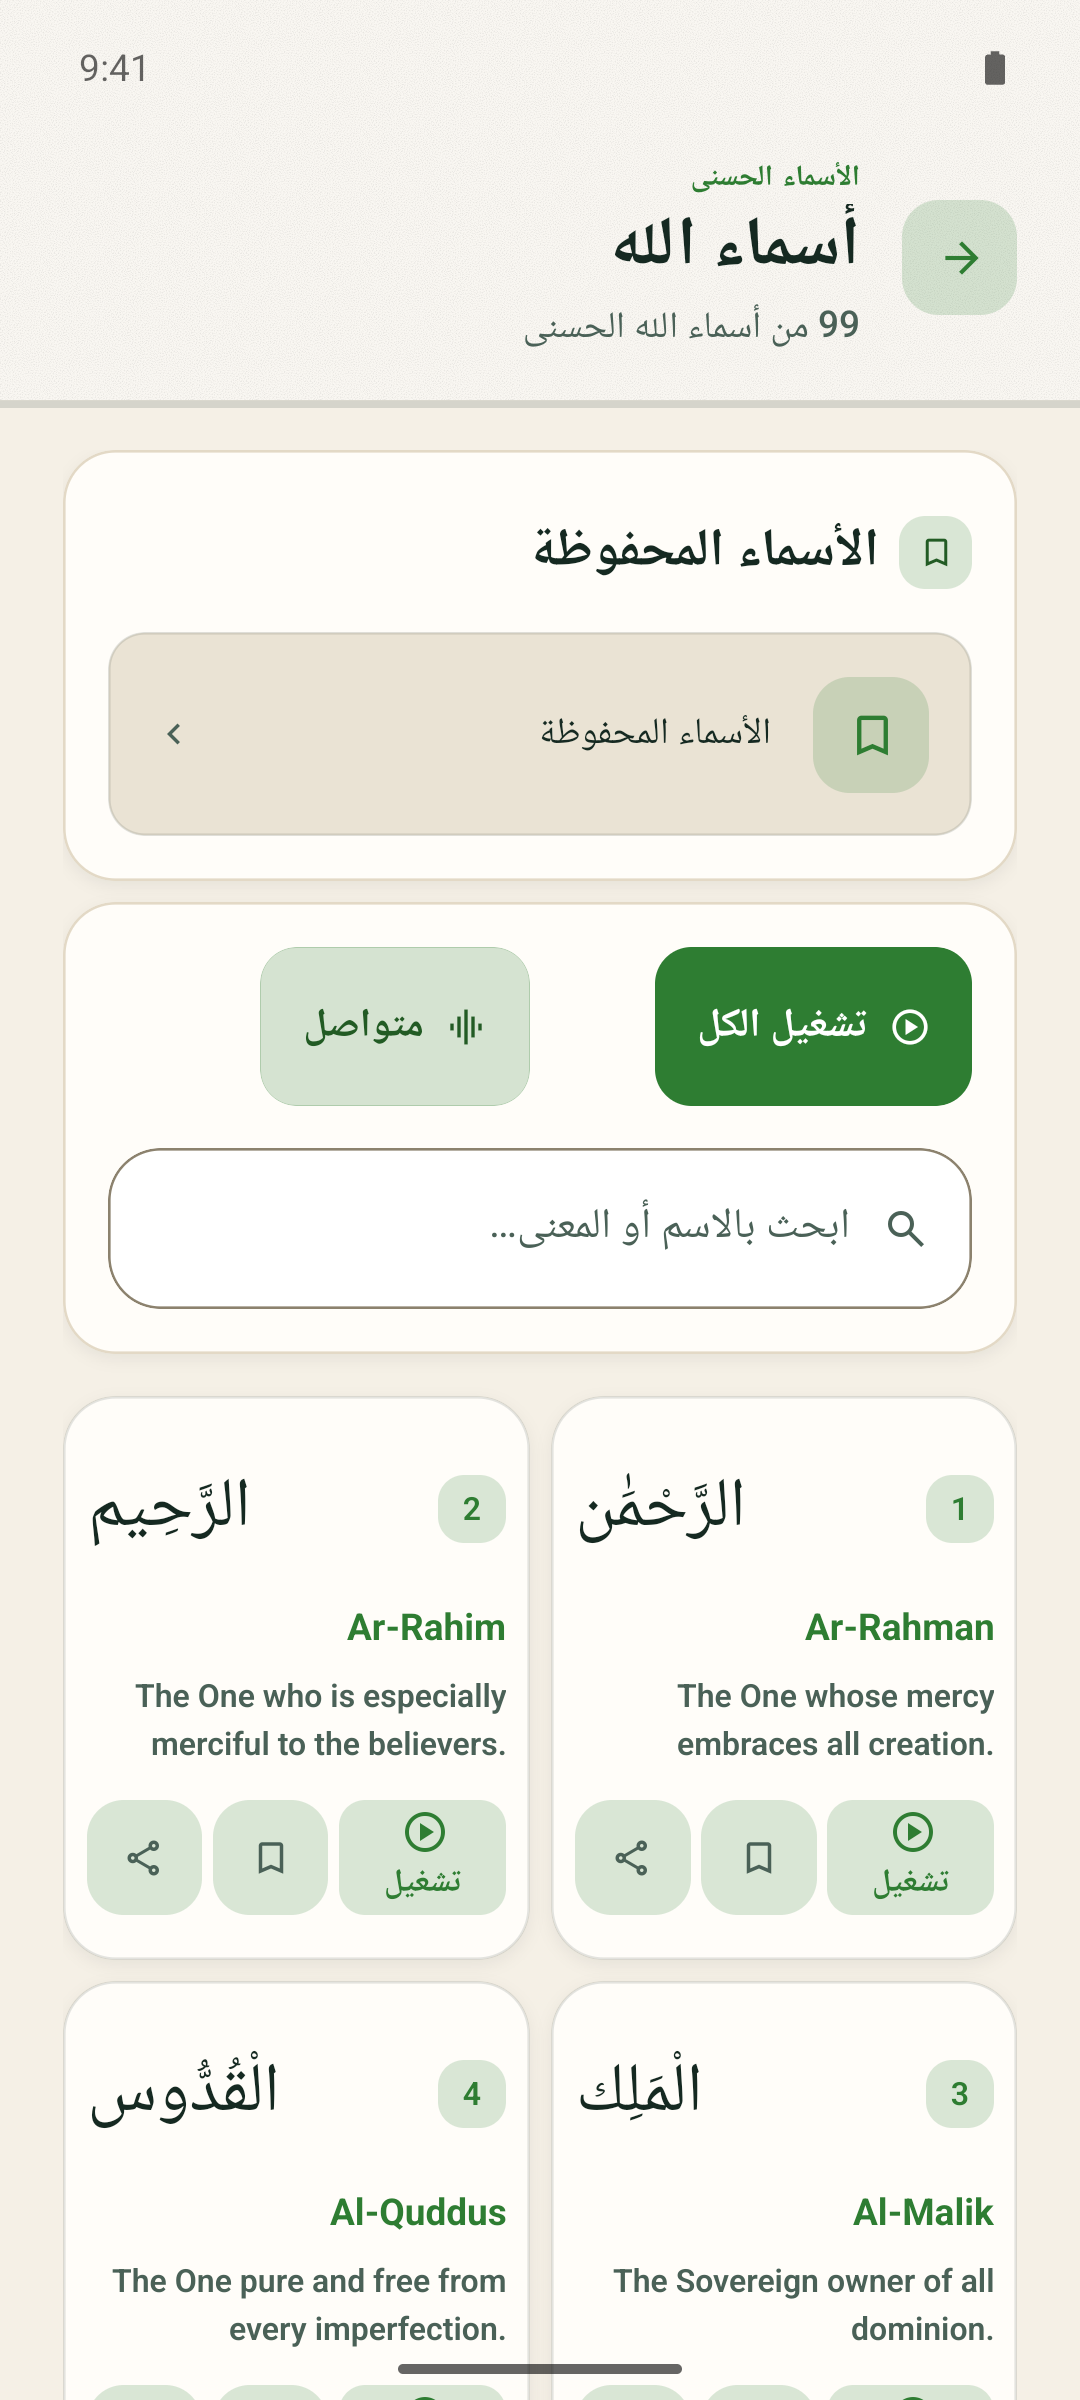 9:41
الأسماء الحسنى
أسماء الله
99 من أسماء الله الحسنى
الأسماء المحفوظة
الأسماء المحفوظة
تشغيل الكل
متواصل
ابحث بالاسم أو المعنى...
1
الرَّحْمَٰن
Ar-Rahman
The One whose mercy
embraces all creation.
تشغيل
2
الرَّحِيم
Ar-Rahim
The One who is especially
merciful to the believers.
تشغيل
3
الْمَلِك
Al-Malik
The Sovereign owner of all
dominion.
4
الْقُدُّوس
Al-Quddus
The One pure and free from
every imperfection.